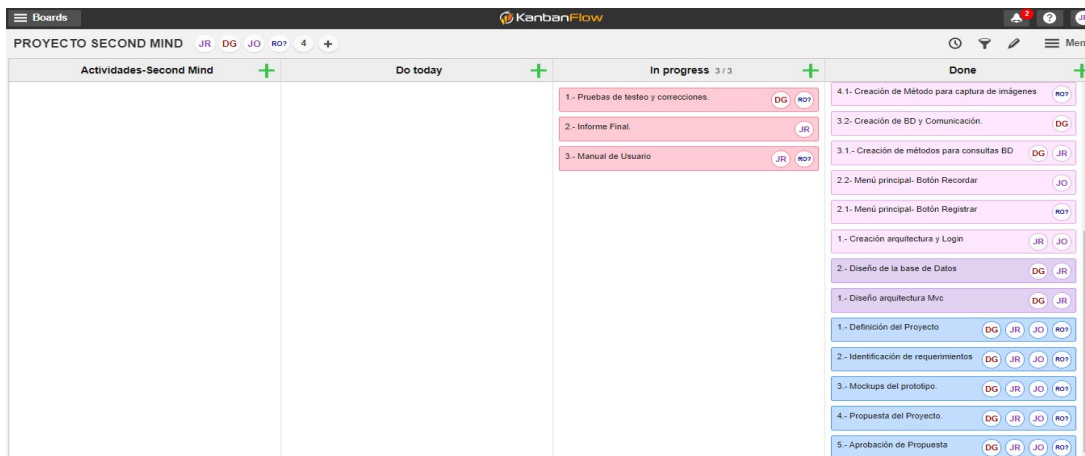 Boards
KanbanFlow
2
?
PROYECTO SECOND MIND JR DG JO RO? 4 +
Men
Actividades-Second Mind
Do today
In progress 3 / 3
Done
1.- Pruebas de testeo y correcciones. DG RO?
2.- Informe Final. JR
3.- Manual de Usuario JR RO?
4.1- Creación de Método para captura de imágenes RO?
3.2- Creación de BD y Comunicación. DG
3.1.- Creación de métodos para consultas BD DG JR
2.2- Menú principal- Botón Recordar JO
2.1- Menú principal- Botón Registrar RO?
1.- Creación arquitectura y Login JR JO
2.- Diseño de la base de Datos DG JR
1.- Diseño arquitectura Mvc DG JR
1.- Definición del Proyecto DG JR JO RO?
2.- Identificación de requerimientos DG JR JO RO?
3.- Mockups del prototipo. DG JR JO RO?
4.- Propuesta del Proyecto. DG JR JO RO?
5.- Aprobación de Propuesta DG JR JO RO?